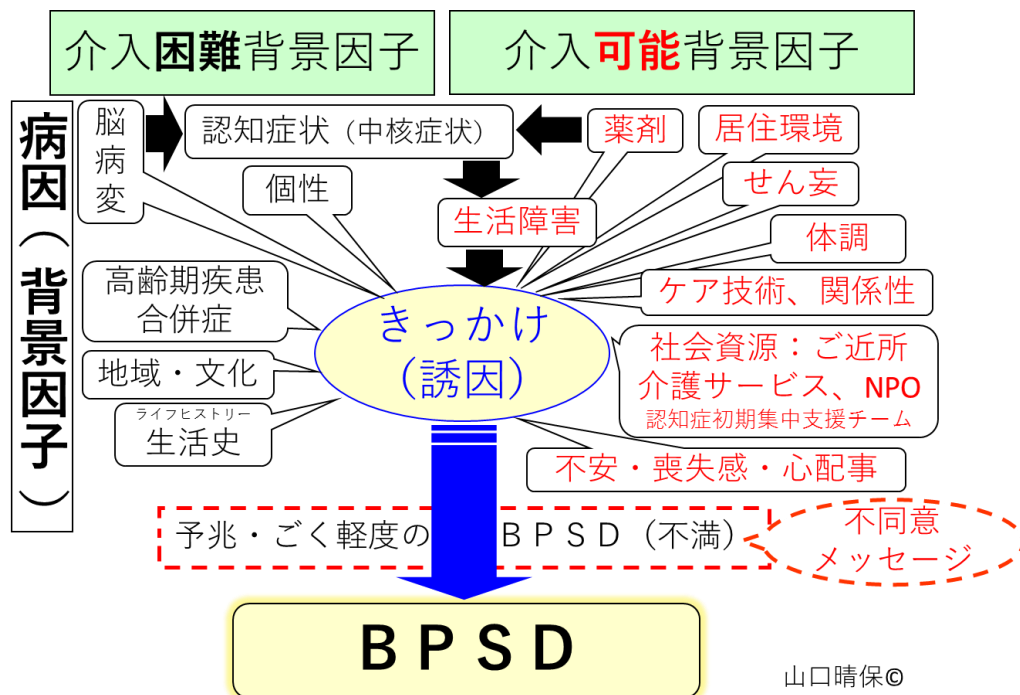 介入困難背景因子
介入可能背景因子
病因(背景因子)
脳
病
変
認知症状(中核症状)
薬剤
居住環境
個性
せん妄
生活障害
体調
高齢期疾患
合併症
きっかけ
(誘因)
ケア技術、関係性
地域・文化
社会資源:ご近所
介護サービス、NPO
認知症初期集中支援チーム
ライフヒストリー
生活史
不安・喪失感・心配事
予兆・ごく軽度の BPSD(不満)
不同意
メッセージ
BPSD
山口晴保©